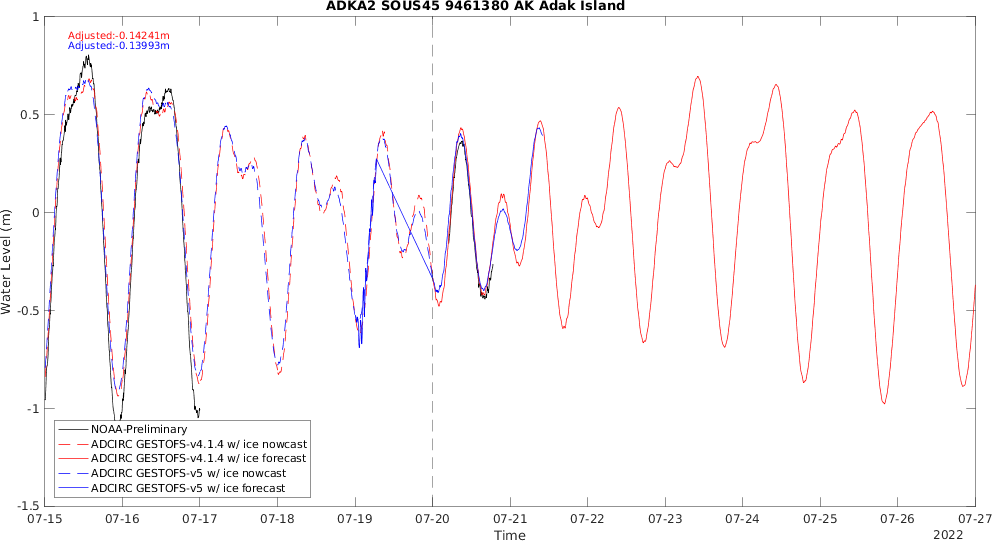 ADKA2 SOUS45 9461380 AK Adak Island
Adjusted:-0.14241m
Adjusted:-0.13993m
1
0.5
0
-0.5
-1
-1.5
Water Level (m)
NOAA-Preliminary
ADCIRC GESTOFS-v4.1.4 w/ ice nowcast
ADCIRC GESTOFS-v4.1.4 w/ ice forecast
ADCIRC GESTOFS-v5 w/ ice nowcast
ADCIRC GESTOFS-v5 w/ ice forecast
07-15 07-16 07-17 07-18 07-19 07-20 07-21 07-22 07-23 07-24 07-25 07-26 07-27
Time
2022